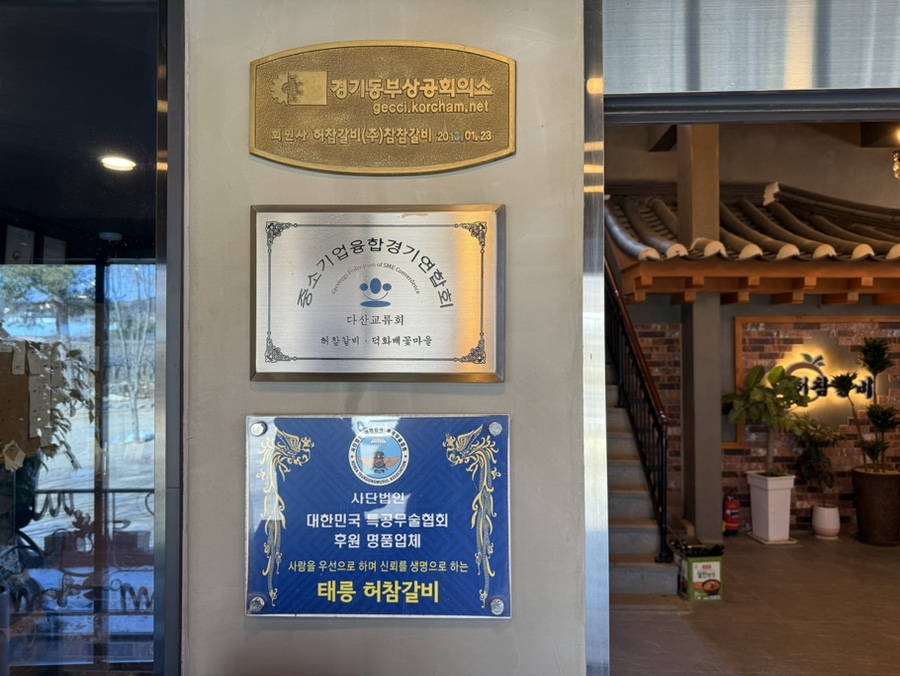 경기동부상공회의소
gecci.korcham.net
회원사 허참갈비(주)참참갈비 2013.01.23
중소기업융합경기연합회
Gyeonggi Federation of SME Convergence
다산교류회
허참갈비 · 덕화배꽃마을
사단법인
대한민국 특공무술협회
후원 명품업체
사람을 우선으로 하며 신뢰를 생명으로 하는
태릉 허참갈비
허참갈비